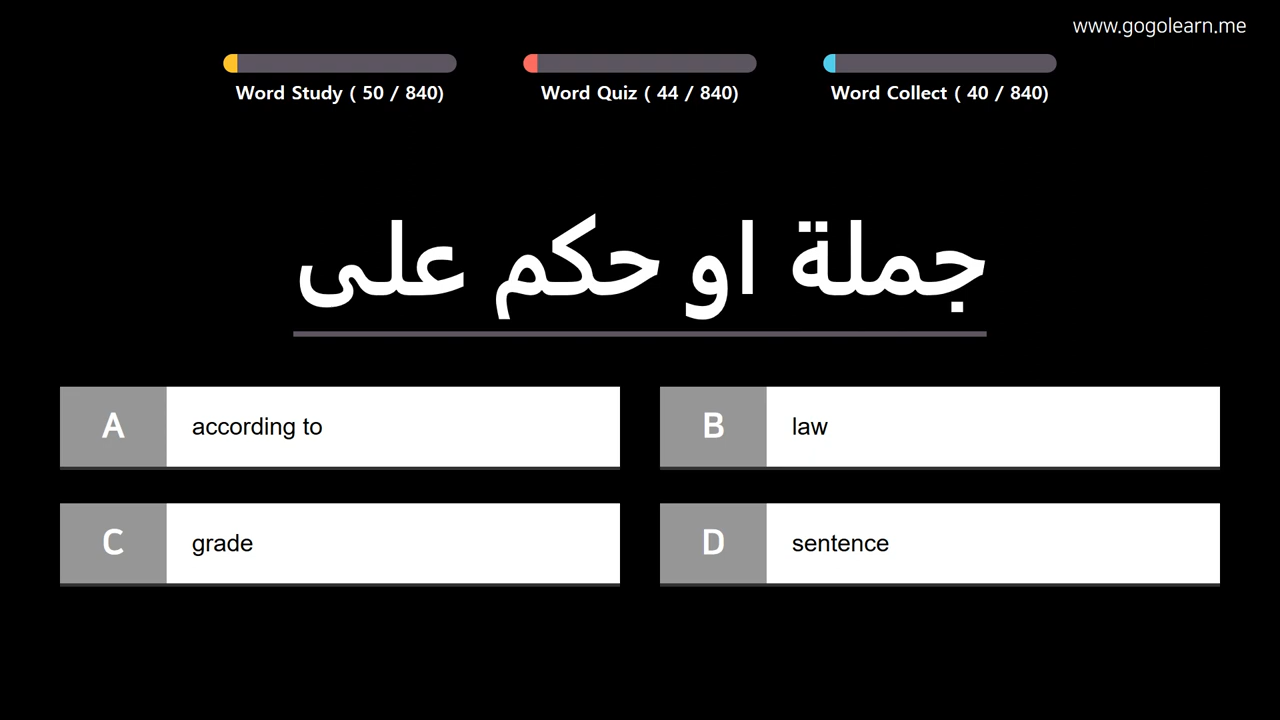 www.gogolearn.me
Word Study ( 50 / 840)
Word Quiz ( 44 / 840)
Word Collect ( 40 / 840)
جملة او حكم على
A according to
B law
C grade
D sentence